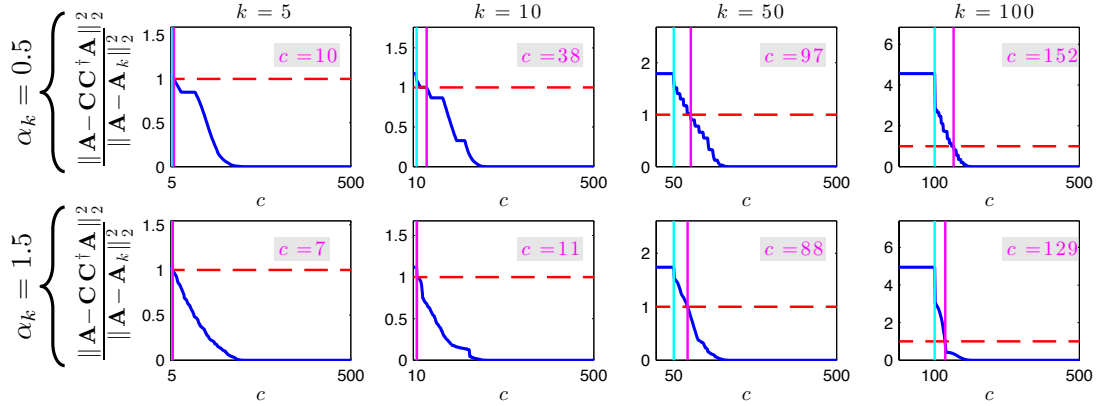 k = 5
k = 10
k = 50
k = 100
α_k = 0.5
‖A−CC†A‖₂²
‖A−A_k‖₂²
1.5
1
0.5
0
5
500
c
c =10
1.5
1
0.5
0
10
500
c
c =38
2
1
0
50
500
c
c =97
6
4
2
0
100
500
c
c =152
α_k = 1.5
‖A−CC†A‖₂²
‖A−A_k‖₂²
1.5
1
0.5
0
5
500
c
c =7
1.5
1
0.5
0
10
500
c
c =11
2
1
0
50
500
c
c =88
6
4
2
0
100
500
c
c =129